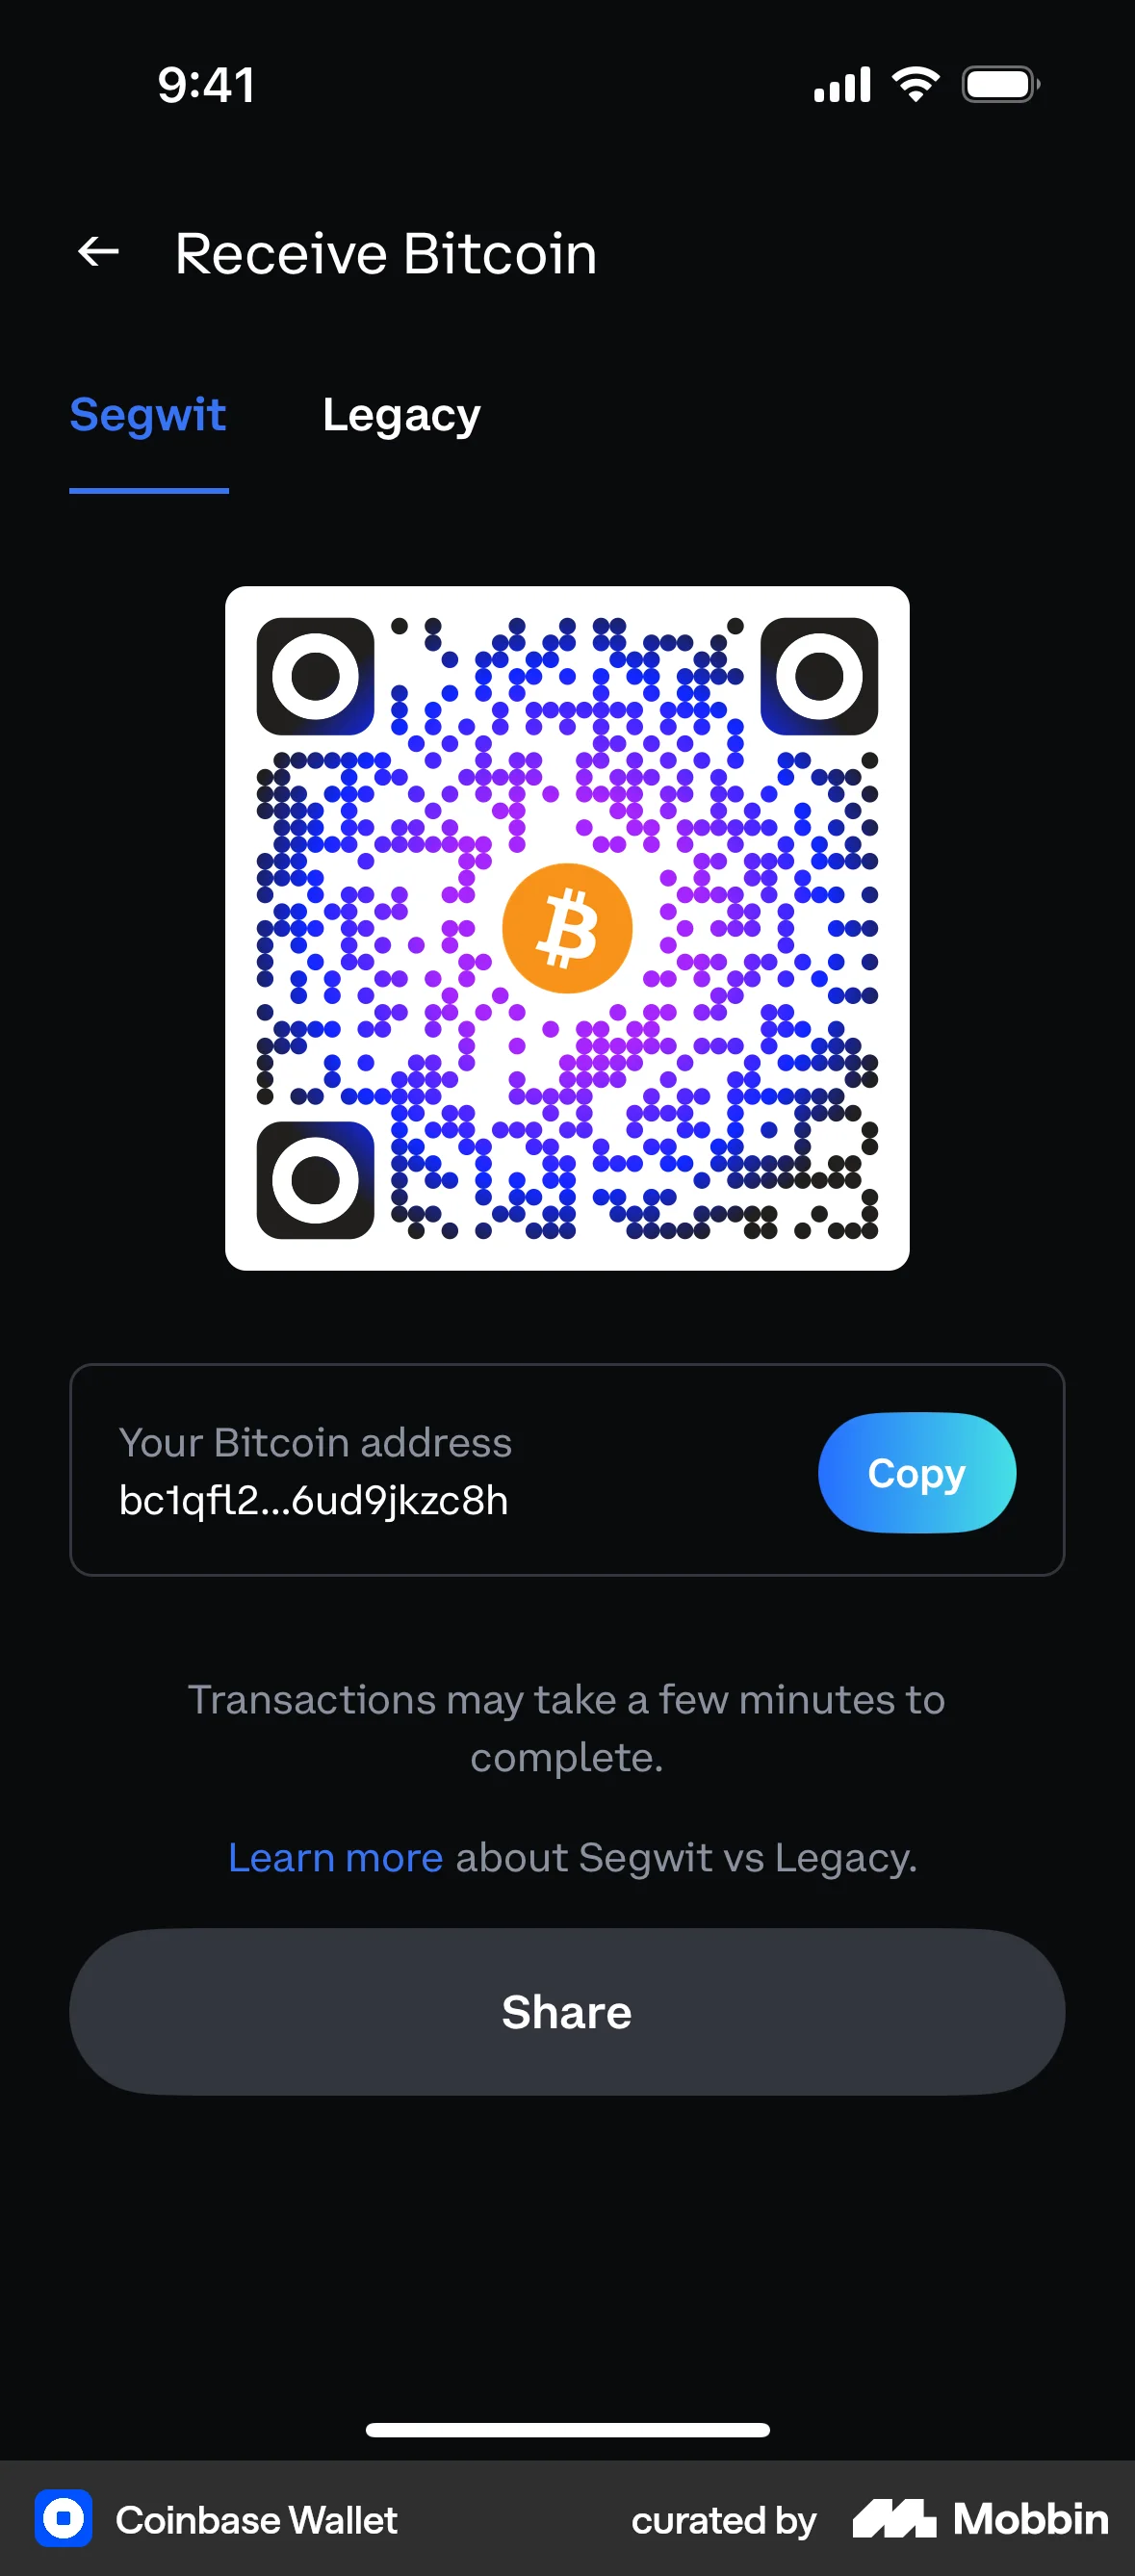 9:41
Receive Bitcoin
Segwit Legacy
Your Bitcoin address
bc1qfl2...6ud9jkzc8h
Copy
Transactions may take a few minutes to
complete.
Learn more about Segwit vs Legacy.
Share
Coinbase Wallet curated by Mobbin